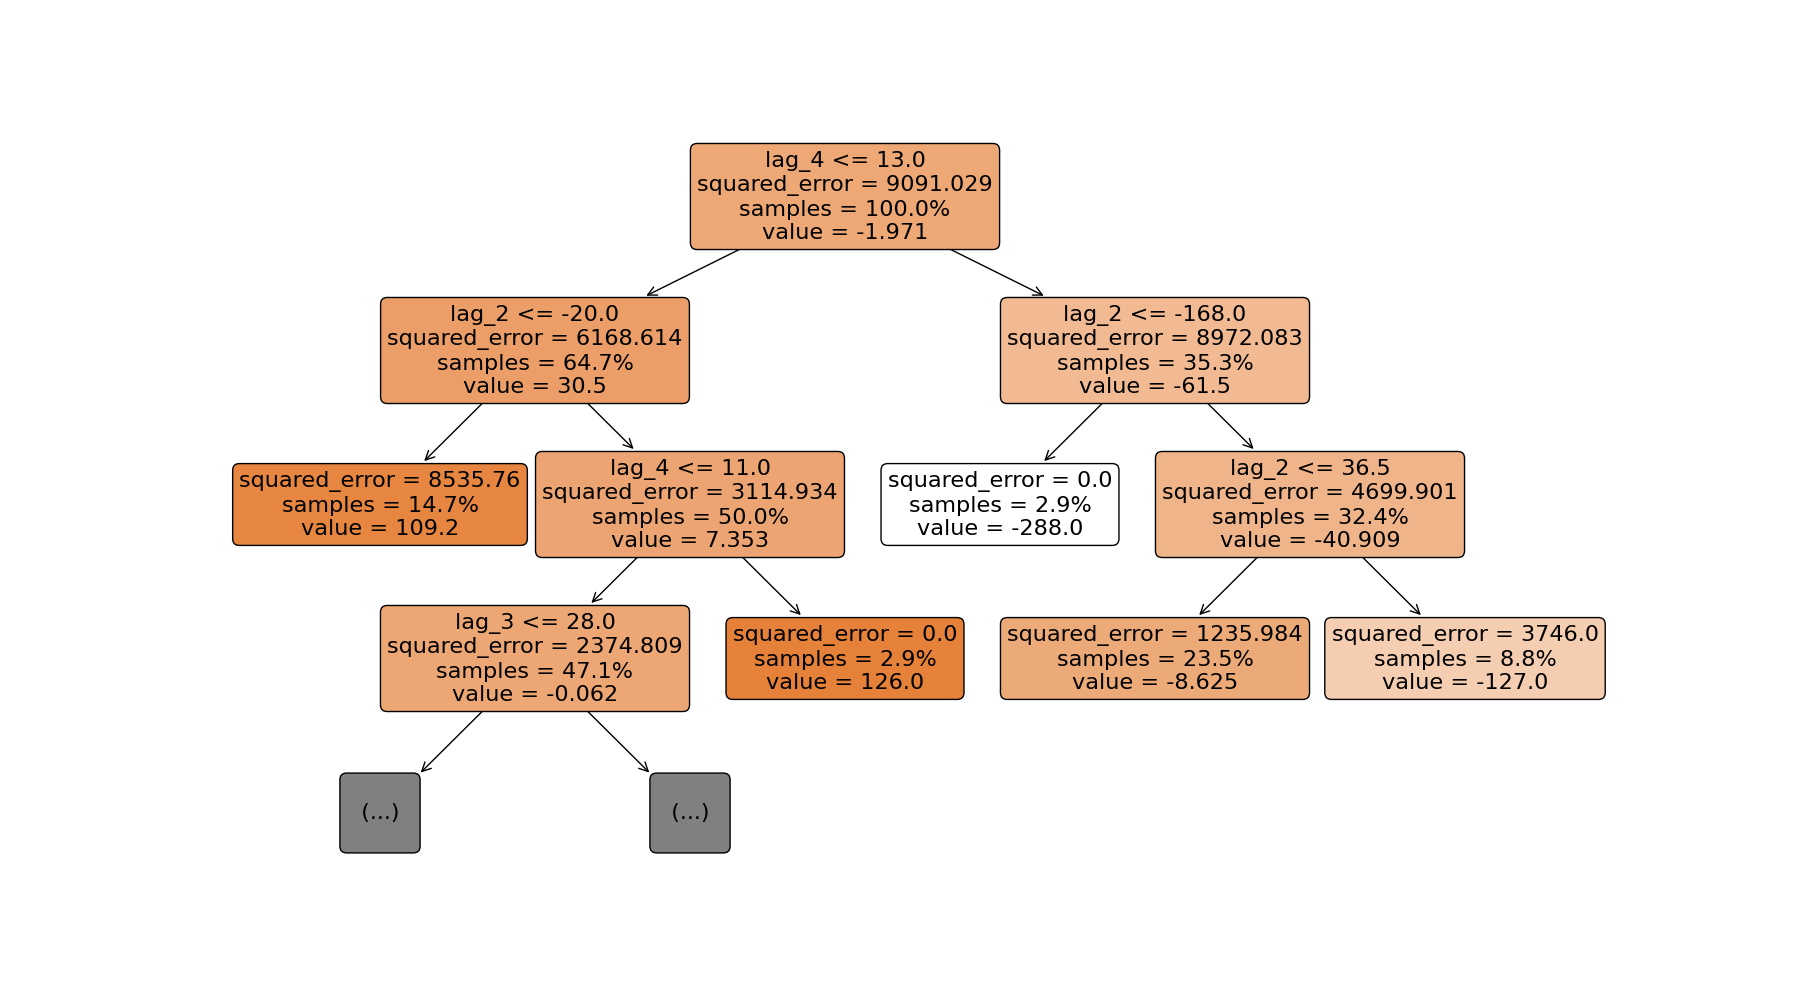 lag_4 <= 13.0
squared_error = 9091.029
samples = 100.0%
value = -1.971
lag_2 <= -20.0
squared_error = 6168.614
samples = 64.7%
value = 30.5
lag_2 <= -168.0
squared_error = 8972.083
samples = 35.3%
value = -61.5
squared_error = 8535.76
samples = 14.7%
value = 109.2
lag_4 <= 11.0
squared_error = 3114.934
samples = 50.0%
value = 7.353
squared_error = 0.0
samples = 2.9%
value = -288.0
lag_2 <= 36.5
squared_error = 4699.901
samples = 32.4%
value = -40.909
lag_3 <= 28.0
squared_error = 2374.809
samples = 47.1%
value = -0.062
squared_error = 0.0
samples = 2.9%
value = 126.0
squared_error = 1235.984
samples = 23.5%
value = -8.625
squared_error = 3746.0
samples = 8.8%
value = -127.0
(...)
(...)